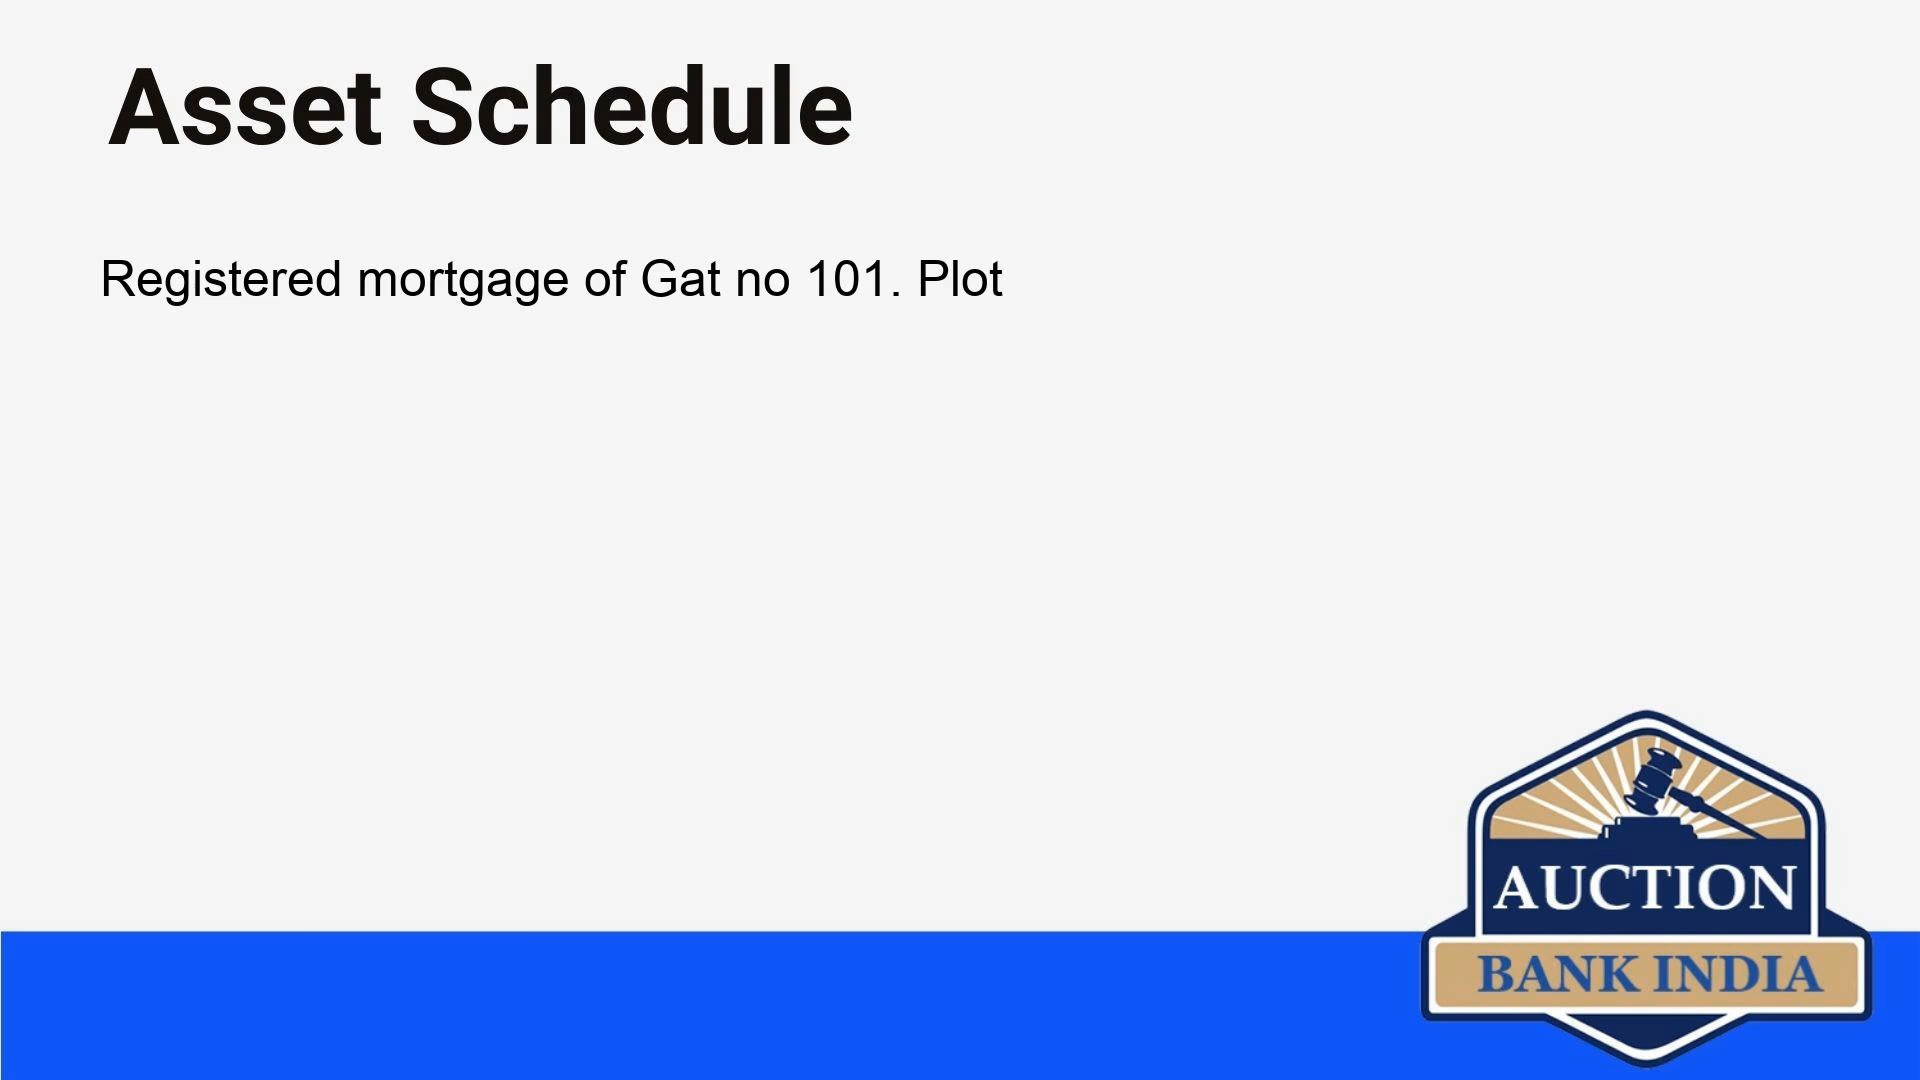 Asset Schedule
Registered mortgage of Gat no 101. Plot
AUCTION
BANK INDIA